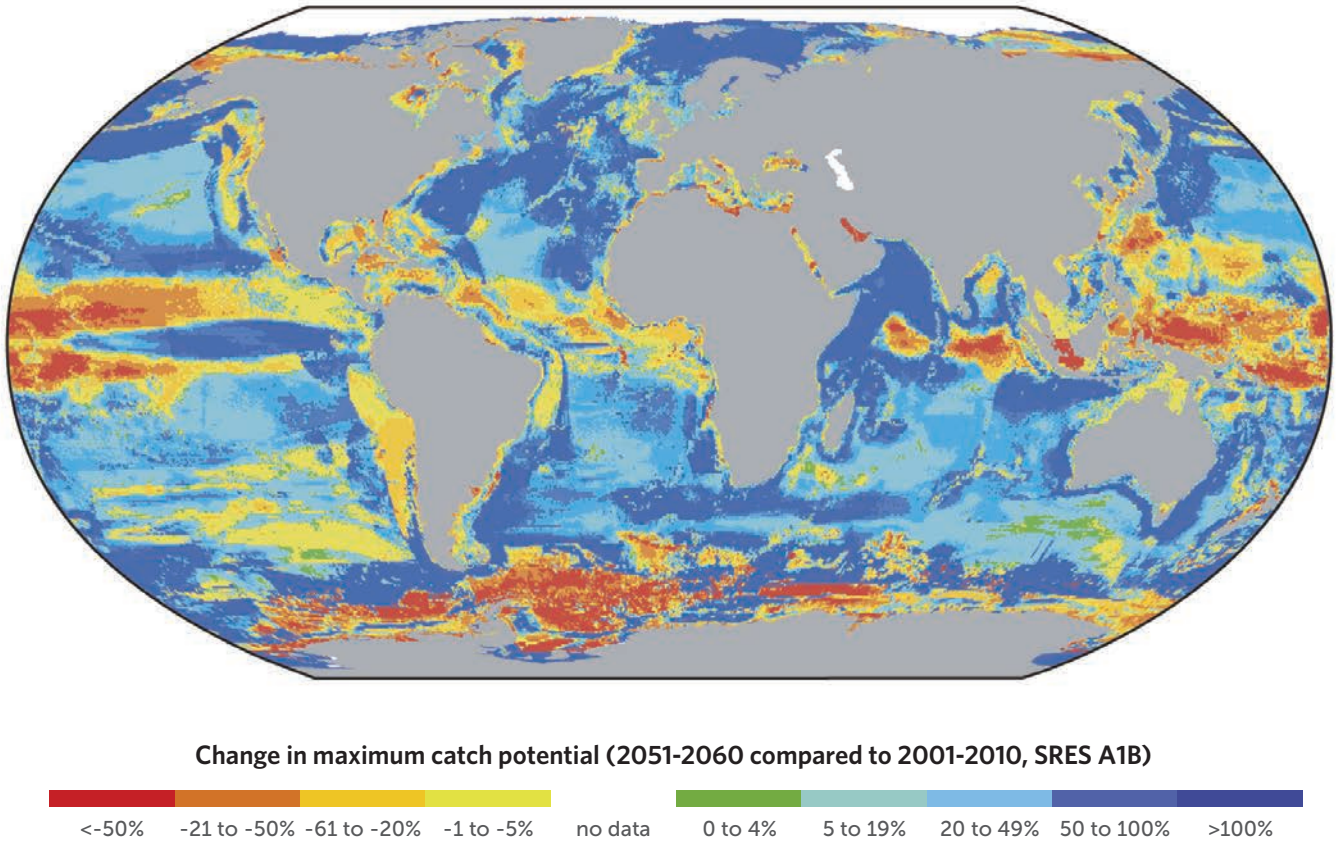 Change in maximum catch potential (2051-2060 compared to 2001-2010, SRES A1B)
<-50% -21 to -50% -61 to -20% -1 to -5% no data 0 to 4% 5 to 19% 20 to 49% 50 to 100% >100%